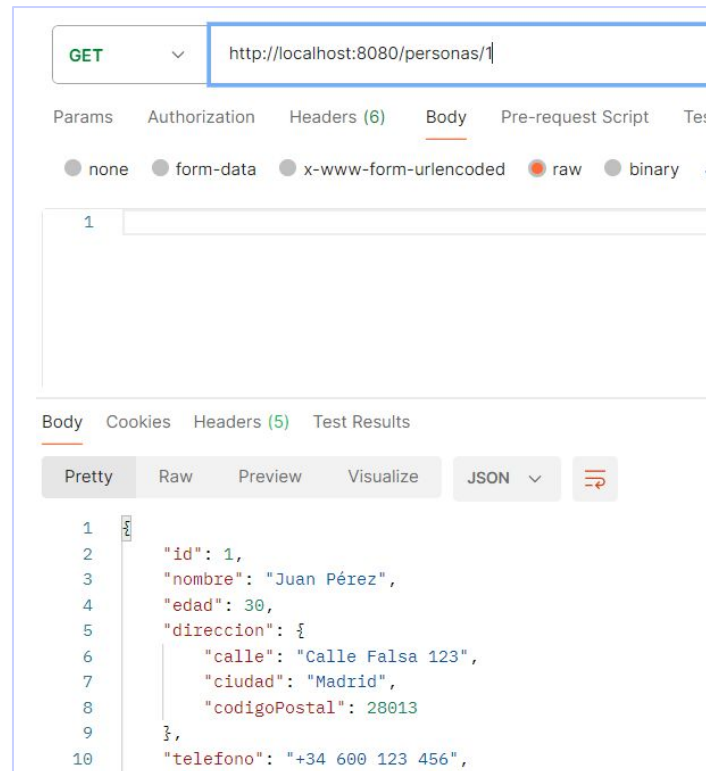 GET http://localhost:8080/personas/1
Params Authorization Headers (6) Body Pre-request Script
none form-data x-www-form-urlencoded raw binary
1
Body Cookies Headers (5) Test Results
Pretty Raw Preview Visualize JSON
1 {
2 "id": 1,
3 "nombre": "Juan Pérez",
4 "edad": 30,
5 "direccion": {
6 "calle": "Calle Falsa 123",
7 "ciudad": "Madrid",
8 "codigoPostal": 28013
9 },
10 "telefono": "+34 600 123 456",